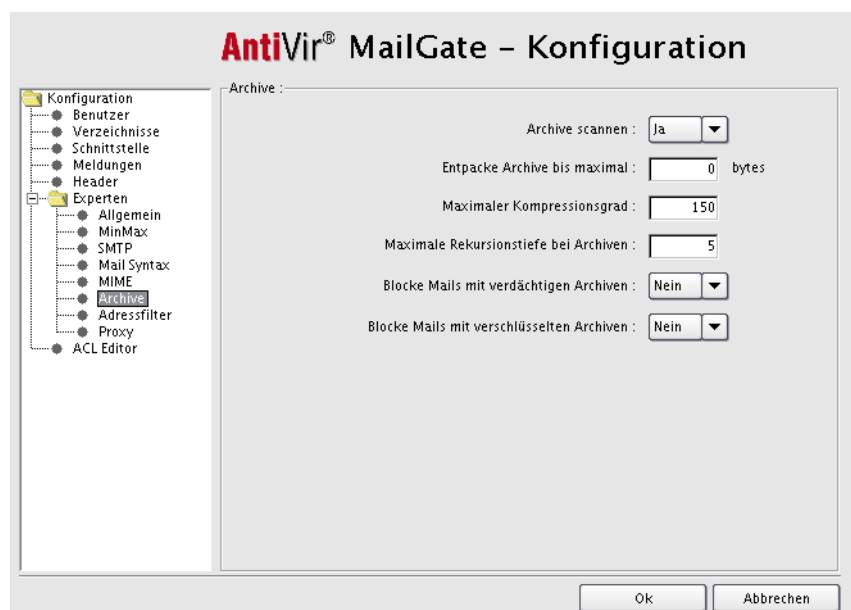 AntiVir® MailGate – Konfiguration
Konfiguration
Benutzer
Verzeichnisse
Schnittstelle
Meldungen
Header
Experten
Allgemein
MinMax
SMTP
Mail Syntax
MIME
Archive
Adressfilter
Proxy
ACL Editor
Archive :
Archive scannen : Ja
Entpacke Archive bis maximal : 0 bytes
Maximaler Kompressionsgrad : 150
Maximale Rekursionstiefe bei Archiven : 5
Blocke Mails mit verdächtigen Archiven : Nein
Blocke Mails mit verschlüsselten Archiven : Nein
Ok Abbrechen